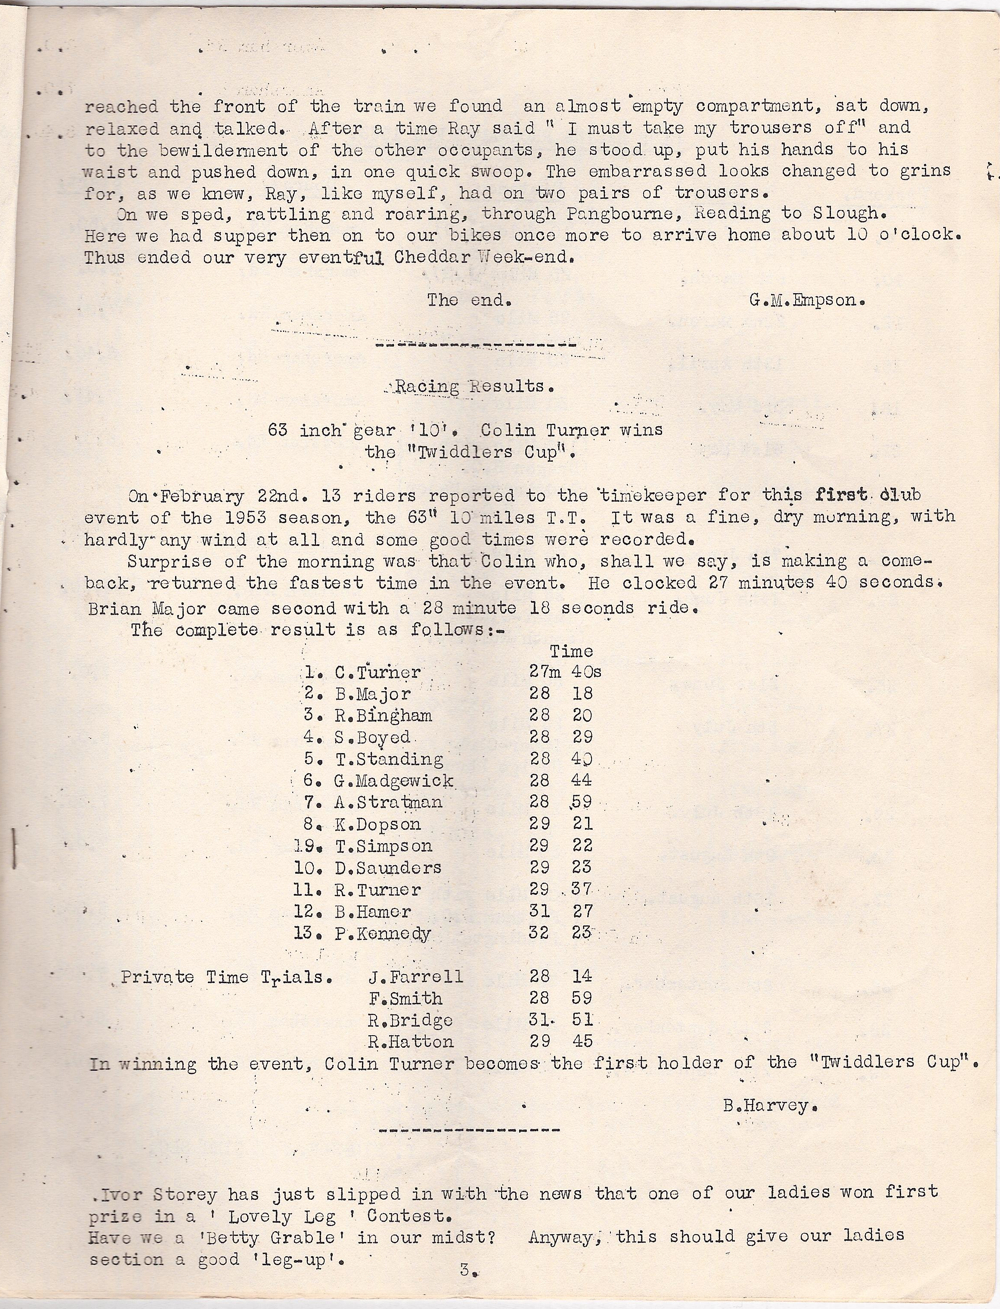 reached the front of the train we found an almost empty compartment, sat down,
relaxed and talked. After a time Ray said " I must take my trousers off" and
to the bewilderment of the other occupants, he stood up, put his hands to his
waist and pushed down, in one quick swoop. The embarrassed looks changed to grins
for, as we knew, Ray, like myself, had on two pairs of trousers.
On we sped, rattling and roaring, through Pangbourne, Reading to Slough.
Here we had supper then on to our bikes once more to arrive home about 10 o'clock.
Thus ended our very eventful Cheddar Week-end.
The end. G.M.Empson.
-----------------
Racing Results.
63 inch gear '10'. Colin Turner wins
the "Twiddlers Cup".
On February 22nd. 13 riders reported to the timekeeper for this first club
event of the 1953 season, the 63" 10 miles T.T. It was a fine, dry morning, with
hardly any wind at all and some good times were recorded.
Surprise of the morning was that Colin who, shall we say, is making a come-
back, returned the fastest time in the event. He clocked 27 minutes 40 seconds.
Brian Major came second with a 28 minute 18 seconds ride.
The complete result is as follows:-
Time
1. C.Turner 27m 40s
2. B.Major 28 18
3. R.Bingham 28 20
4. S.Boyed 28 29
5. T.Standing 28 40
6. G.Madgewick 28 44
7. A.Stratman 28 59
8. K.Dopson 29 21
19. T.Simpson 29 22
10. D.Saunders 29 23
11. R.Turner 29 37
12. B.Hamer 31 27
13. P.Kennedy 32 23
Private Time Trials. J.Farrell 28 14
F.Smith 28 59
R.Bridge 31 51
R.Hatton 29 45
In winning the event, Colin Turner becomes the first holder of the "Twiddlers Cup".
B.Harvey.
----------------
Ivor Storey has just slipped in with the news that one of our ladies won first
prize in a ' Lovely Leg ' Contest.
Have we a 'Betty Grable' in our midst? Anyway, this should give our ladies
section a good 'leg-up'.
3.